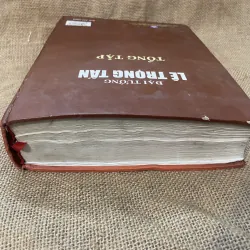 ĐẠI TƯỚNG
LÊ TRỌNG TẤN
TỔNG TẬP